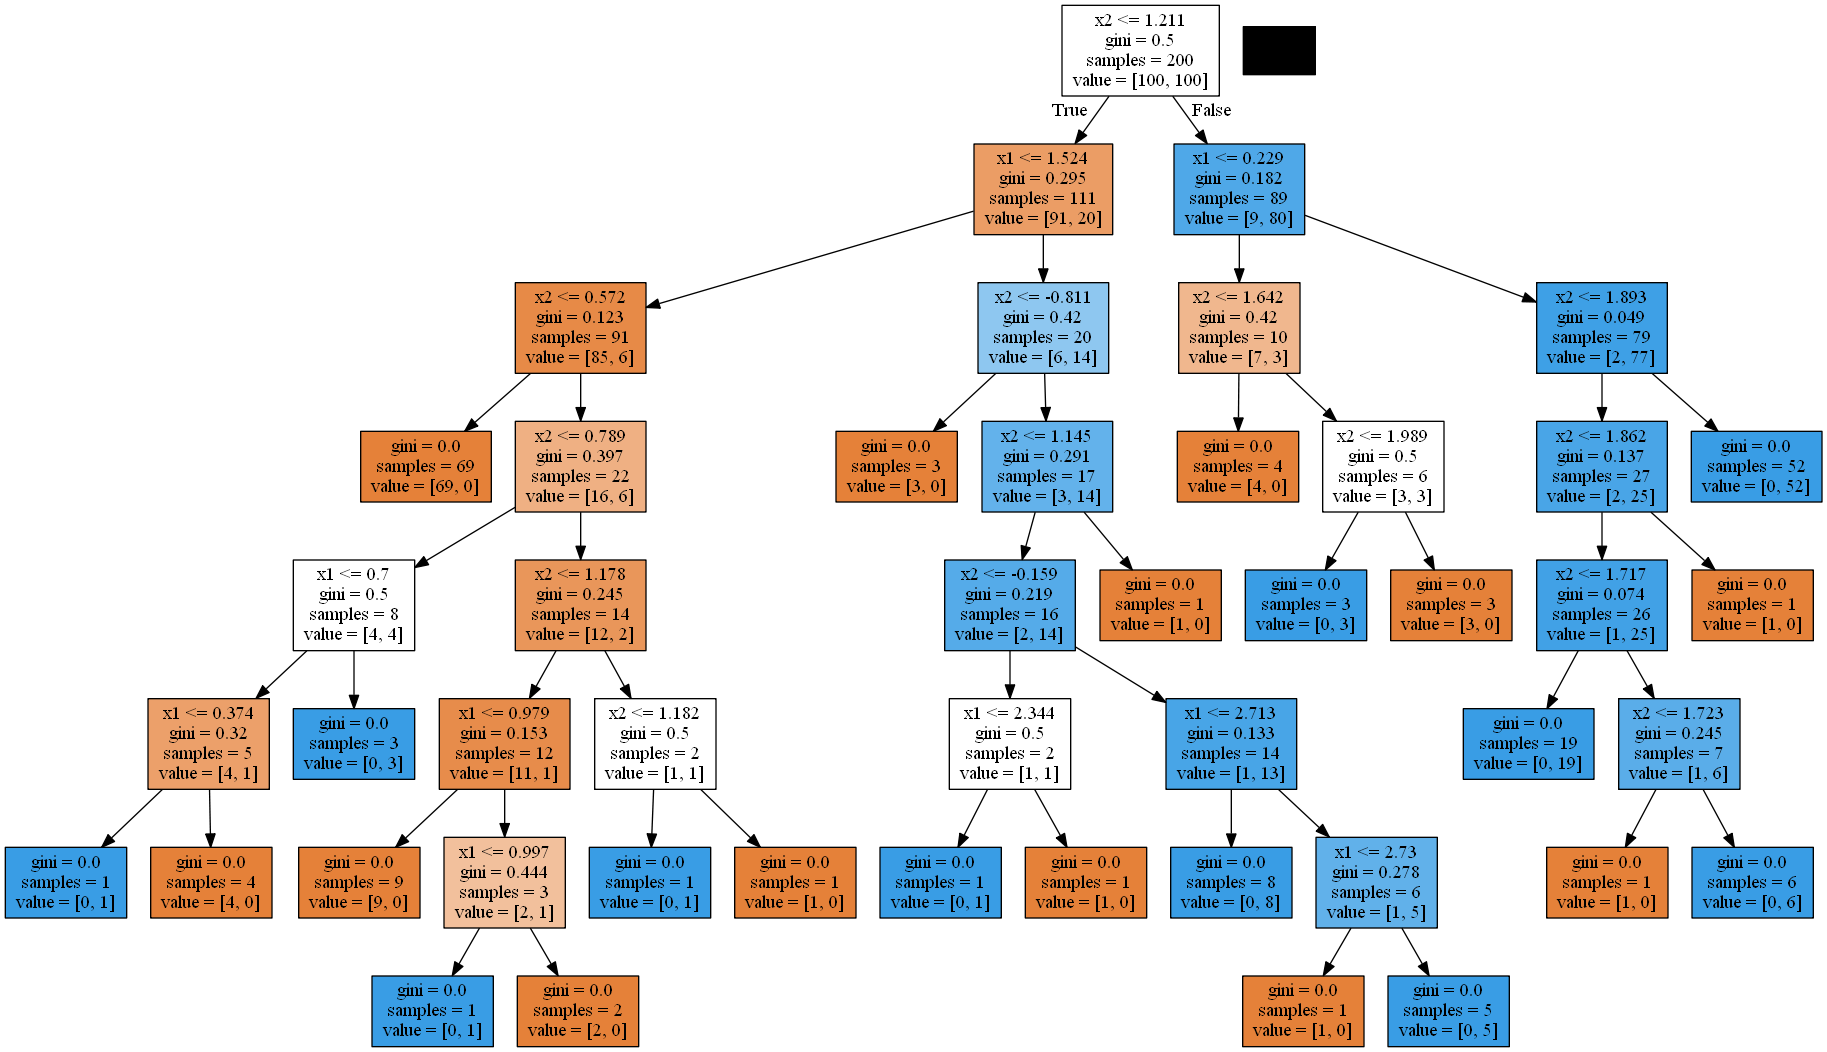 x2 <= 1.211
gini = 0.5
samples = 200
value = [100, 100]
True
False
x1 <= 1.524
gini = 0.295
samples = 111
value = [91, 20]
x1 <= 0.229
gini = 0.182
samples = 89
value = [9, 80]
x2 <= 0.572
gini = 0.123
samples = 91
value = [85, 6]
x2 <= -0.811
gini = 0.42
samples = 20
value = [6, 14]
x2 <= 1.642
gini = 0.42
samples = 10
value = [7, 3]
x2 <= 1.893
gini = 0.049
samples = 79
value = [2, 77]
gini = 0.0
samples = 69
value = [69, 0]
x2 <= 0.789
gini = 0.397
samples = 22
value = [16, 6]
gini = 0.0
samples = 3
value = [3, 0]
x2 <= 1.145
gini = 0.291
samples = 17
value = [3, 14]
gini = 0.0
samples = 4
value = [4, 0]
x2 <= 1.989
gini = 0.5
samples = 6
value = [3, 3]
x2 <= 1.862
gini = 0.137
samples = 27
value = [2, 25]
gini = 0.0
samples = 52
value = [0, 52]
x1 <= 0.7
gini = 0.5
samples = 8
value = [4, 4]
x2 <= 1.178
gini = 0.245
samples = 14
value = [12, 2]
x2 <= -0.159
gini = 0.219
samples = 16
value = [2, 14]
gini = 0.0
samples = 1
value = [1, 0]
gini = 0.0
samples = 3
value = [0, 3]
gini = 0.0
samples = 3
value = [3, 0]
x2 <= 1.717
gini = 0.074
samples = 26
value = [1, 25]
gini = 0.0
samples = 1
value = [1, 0]
x1 <= 0.374
gini = 0.32
samples = 5
value = [4, 1]
gini = 0.0
samples = 3
value = [0, 3]
x1 <= 0.979
gini = 0.153
samples = 12
value = [11, 1]
x2 <= 1.182
gini = 0.5
samples = 2
value = [1, 1]
x1 <= 2.344
gini = 0.5
samples = 2
value = [1, 1]
x1 <= 2.713
gini = 0.133
samples = 14
value = [1, 13]
gini = 0.0
samples = 19
value = [0, 19]
x2 <= 1.723
gini = 0.245
samples = 7
value = [1, 6]
gini = 0.0
samples = 1
value = [0, 1]
gini = 0.0
samples = 4
value = [4, 0]
gini = 0.0
samples = 9
value = [9, 0]
x1 <= 0.997
gini = 0.444
samples = 3
value = [2, 1]
gini = 0.0
samples = 1
value = [0, 1]
gini = 0.0
samples = 1
value = [1, 0]
gini = 0.0
samples = 1
value = [0, 1]
gini = 0.0
samples = 1
value = [1, 0]
gini = 0.0
samples = 8
value = [0, 8]
x1 <= 2.73
gini = 0.278
samples = 6
value = [1, 5]
gini = 0.0
samples = 1
value = [1, 0]
gini = 0.0
samples = 6
value = [0, 6]
gini = 0.0
samples = 1
value = [0, 1]
gini = 0.0
samples = 2
value = [2, 0]
gini = 0.0
samples = 1
value = [1, 0]
gini = 0.0
samples = 5
value = [0, 5]